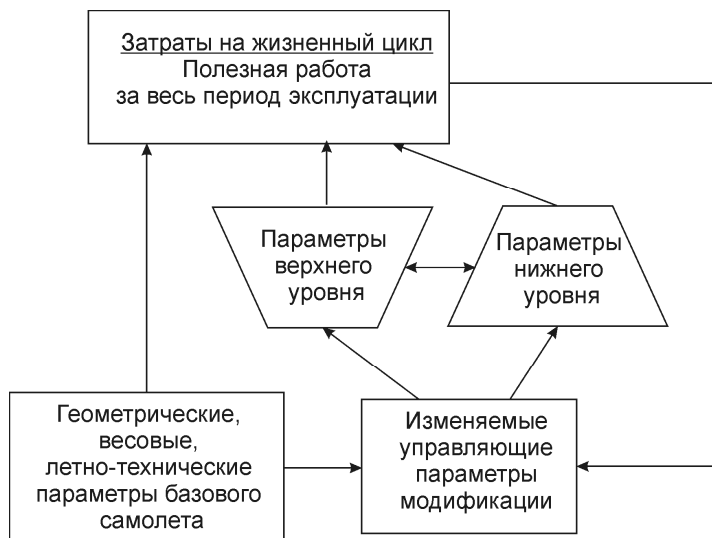 Затраты на жизненный цикл
Полезная работа
за весь период эксплуатации
Параметры
верхнего
уровня
Параметры
нижнего
уровня
Геометрические,
весовые,
летно-технические
параметры базового
самолета
Изменяемые
управляющие
параметры
модификации